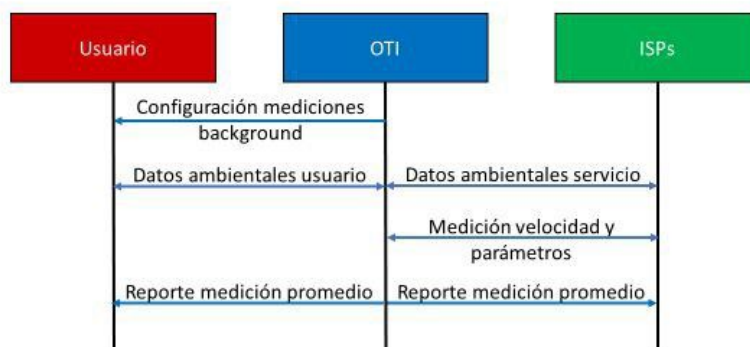 Usuario
OTI
ISPs
Configuración mediciones
background
Datos ambientales usuario
Datos ambientales servicio
Medición velocidad y
parámetros
Reporte medición promedio
Reporte medición promedio